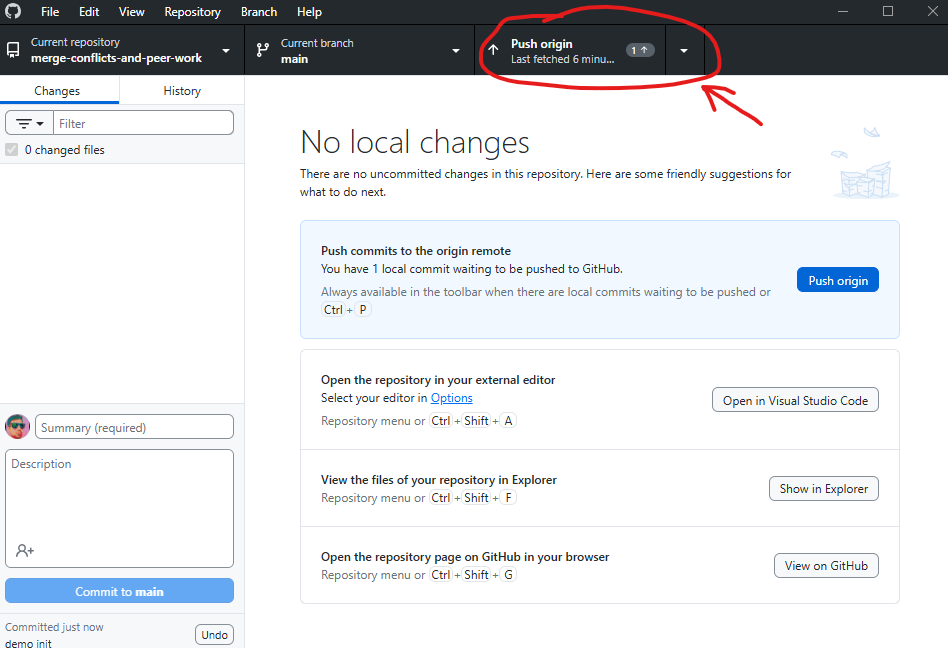 File Edit View Repository Branch Help
Current repository
merge-conflicts-and-peer-work
Current branch
main
Push origin
Last fetched 6 minu...
1
Changes History
Filter
0 changed files
No local changes
There are no uncommitted changes in this repository. Here are some friendly suggestions for
what to do next.
Push commits to the origin remote
You have 1 local commit waiting to be pushed to GitHub.
Always available in the toolbar when there are local commits waiting to be pushed or
Ctrl + P
Push origin
Open the repository in your external editor
Select your editor in Options
Repository menu or Ctrl + Shift + A
Open in Visual Studio Code
View the files of your repository in Explorer
Repository menu or Ctrl + Shift + F
Show in Explorer
Open the repository page on GitHub in your browser
Repository menu or Ctrl + Shift + G
View on GitHub
Summary (required)
Description
Commit to main
Committed just now
demo init
Undo